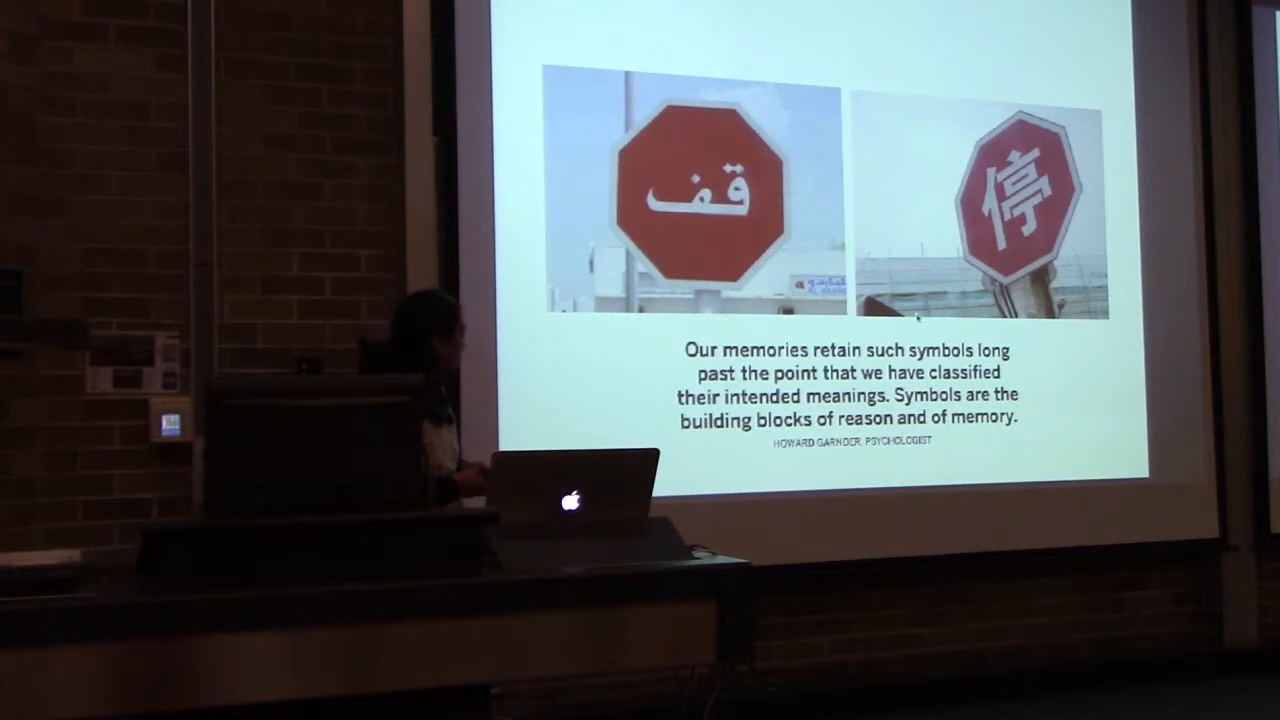 قف
停
Our memories retain such symbols long
past the point that we have classified
their intended meanings. Symbols are the
building blocks of reason and of memory.
HOWARD GARNDER, PSYCHOLOGIST